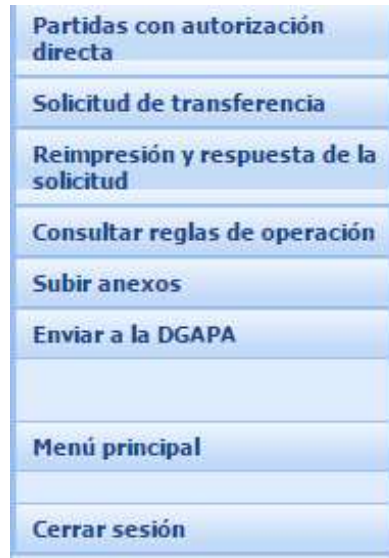 Partidas con autorización
directa
Solicitud de transferencia
Reimpresión y respuesta de la
solicitud
Consultar reglas de operación
Subir anexos
Enviar a la DGAPA
Menú principal
Cerrar sesión